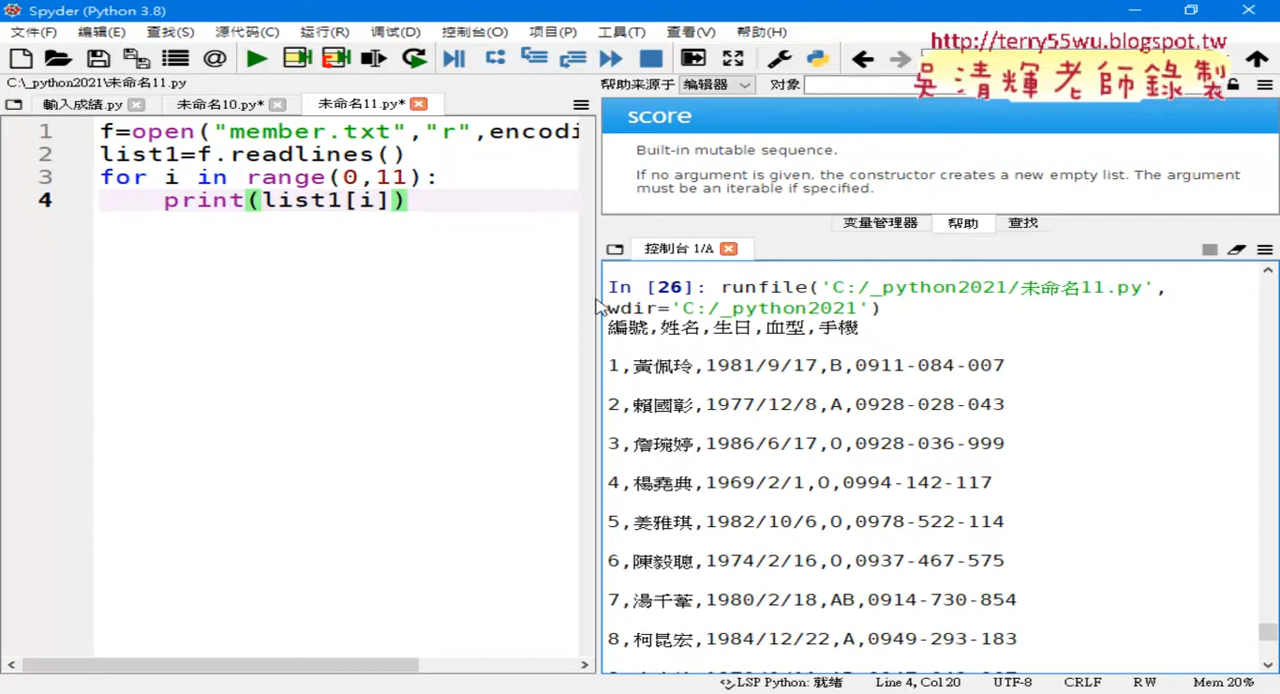 Spyder (Python 3.8)
文件(F) 编辑(E) 查找(S) 源代码(C) 运行(R) 调试(D) 控制台(O) 项目(P) 工具(T) 查看(V) 帮助(H)
http://terry55wu.blogspot.tw
吳清輝老師錄製
C:\_python2021\未命名11.py
帮助来源于 编辑器 对象
輸入成績.py 未命名10.py* 未命名11.py*
1 f=open("member.txt","r",encodi
2 list1=f.readlines()
3 for i in range(0,11):
4 print(list1[i])
score
Built-in mutable sequence.
If no argument is given, the constructor creates a new empty list. The argument
must be an iterable if specified.
变量管理器 帮助 查找
控制台 1/A
In [26]: runfile('C:/_python2021/未命名11.py',
wdir='C:/_python2021')
編號,姓名,生日,血型,手機
1,黃佩玲,1981/9/17,B,0911-084-007
2,賴國彰,1977/12/8,A,0928-028-043
3,詹琬婷,1986/6/17,O,0928-036-999
4,楊堯典,1969/2/1,O,0994-142-117
5,姜雅琪,1982/10/6,O,0978-522-114
6,陳毅聰,1974/2/16,O,0937-467-575
7,湯千葦,1980/2/18,AB,0914-730-854
8,柯昆宏,1984/12/22,A,0949-293-183
LSP Python: 就绪 Line 4, Col 20 UTF-8 CRLF RW Mem 20%